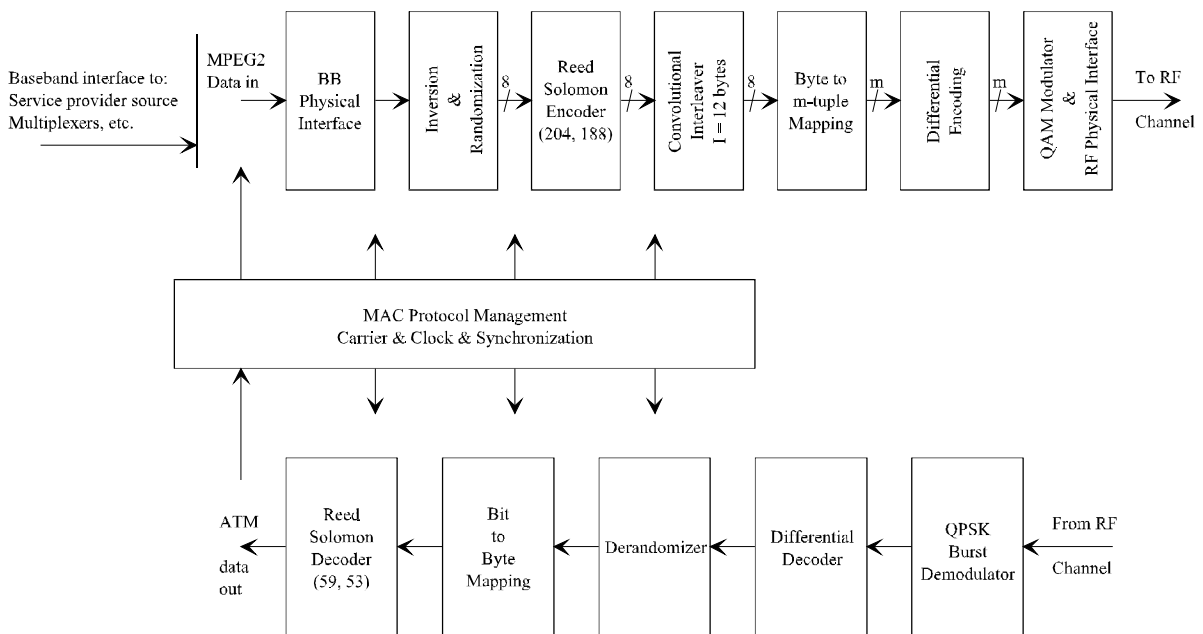 Baseband interface to:
Service provider source
Multiplexers, etc.
MPEG2
Data in
BB
Physical
Interface
Inversion
&
Randomization
8
Reed
Solomon
Encoder
(204, 188)
8
Convolutional
Interleaver
I = 12 bytes
8
Byte to
m-tuple
Mapping
m
Differential
Encoding
m
QAM Modulator
&
RF Physical Interface
To RF
Channel
MAC Protocol Management
Carrier & Clock & Synchronization
ATM
data
out
Reed
Solomon
Decoder
(59, 53)
Bit
to
Byte
Mapping
Derandomizer
Differential
Decoder
QPSK
Burst
Demodulator
From RF
Channel